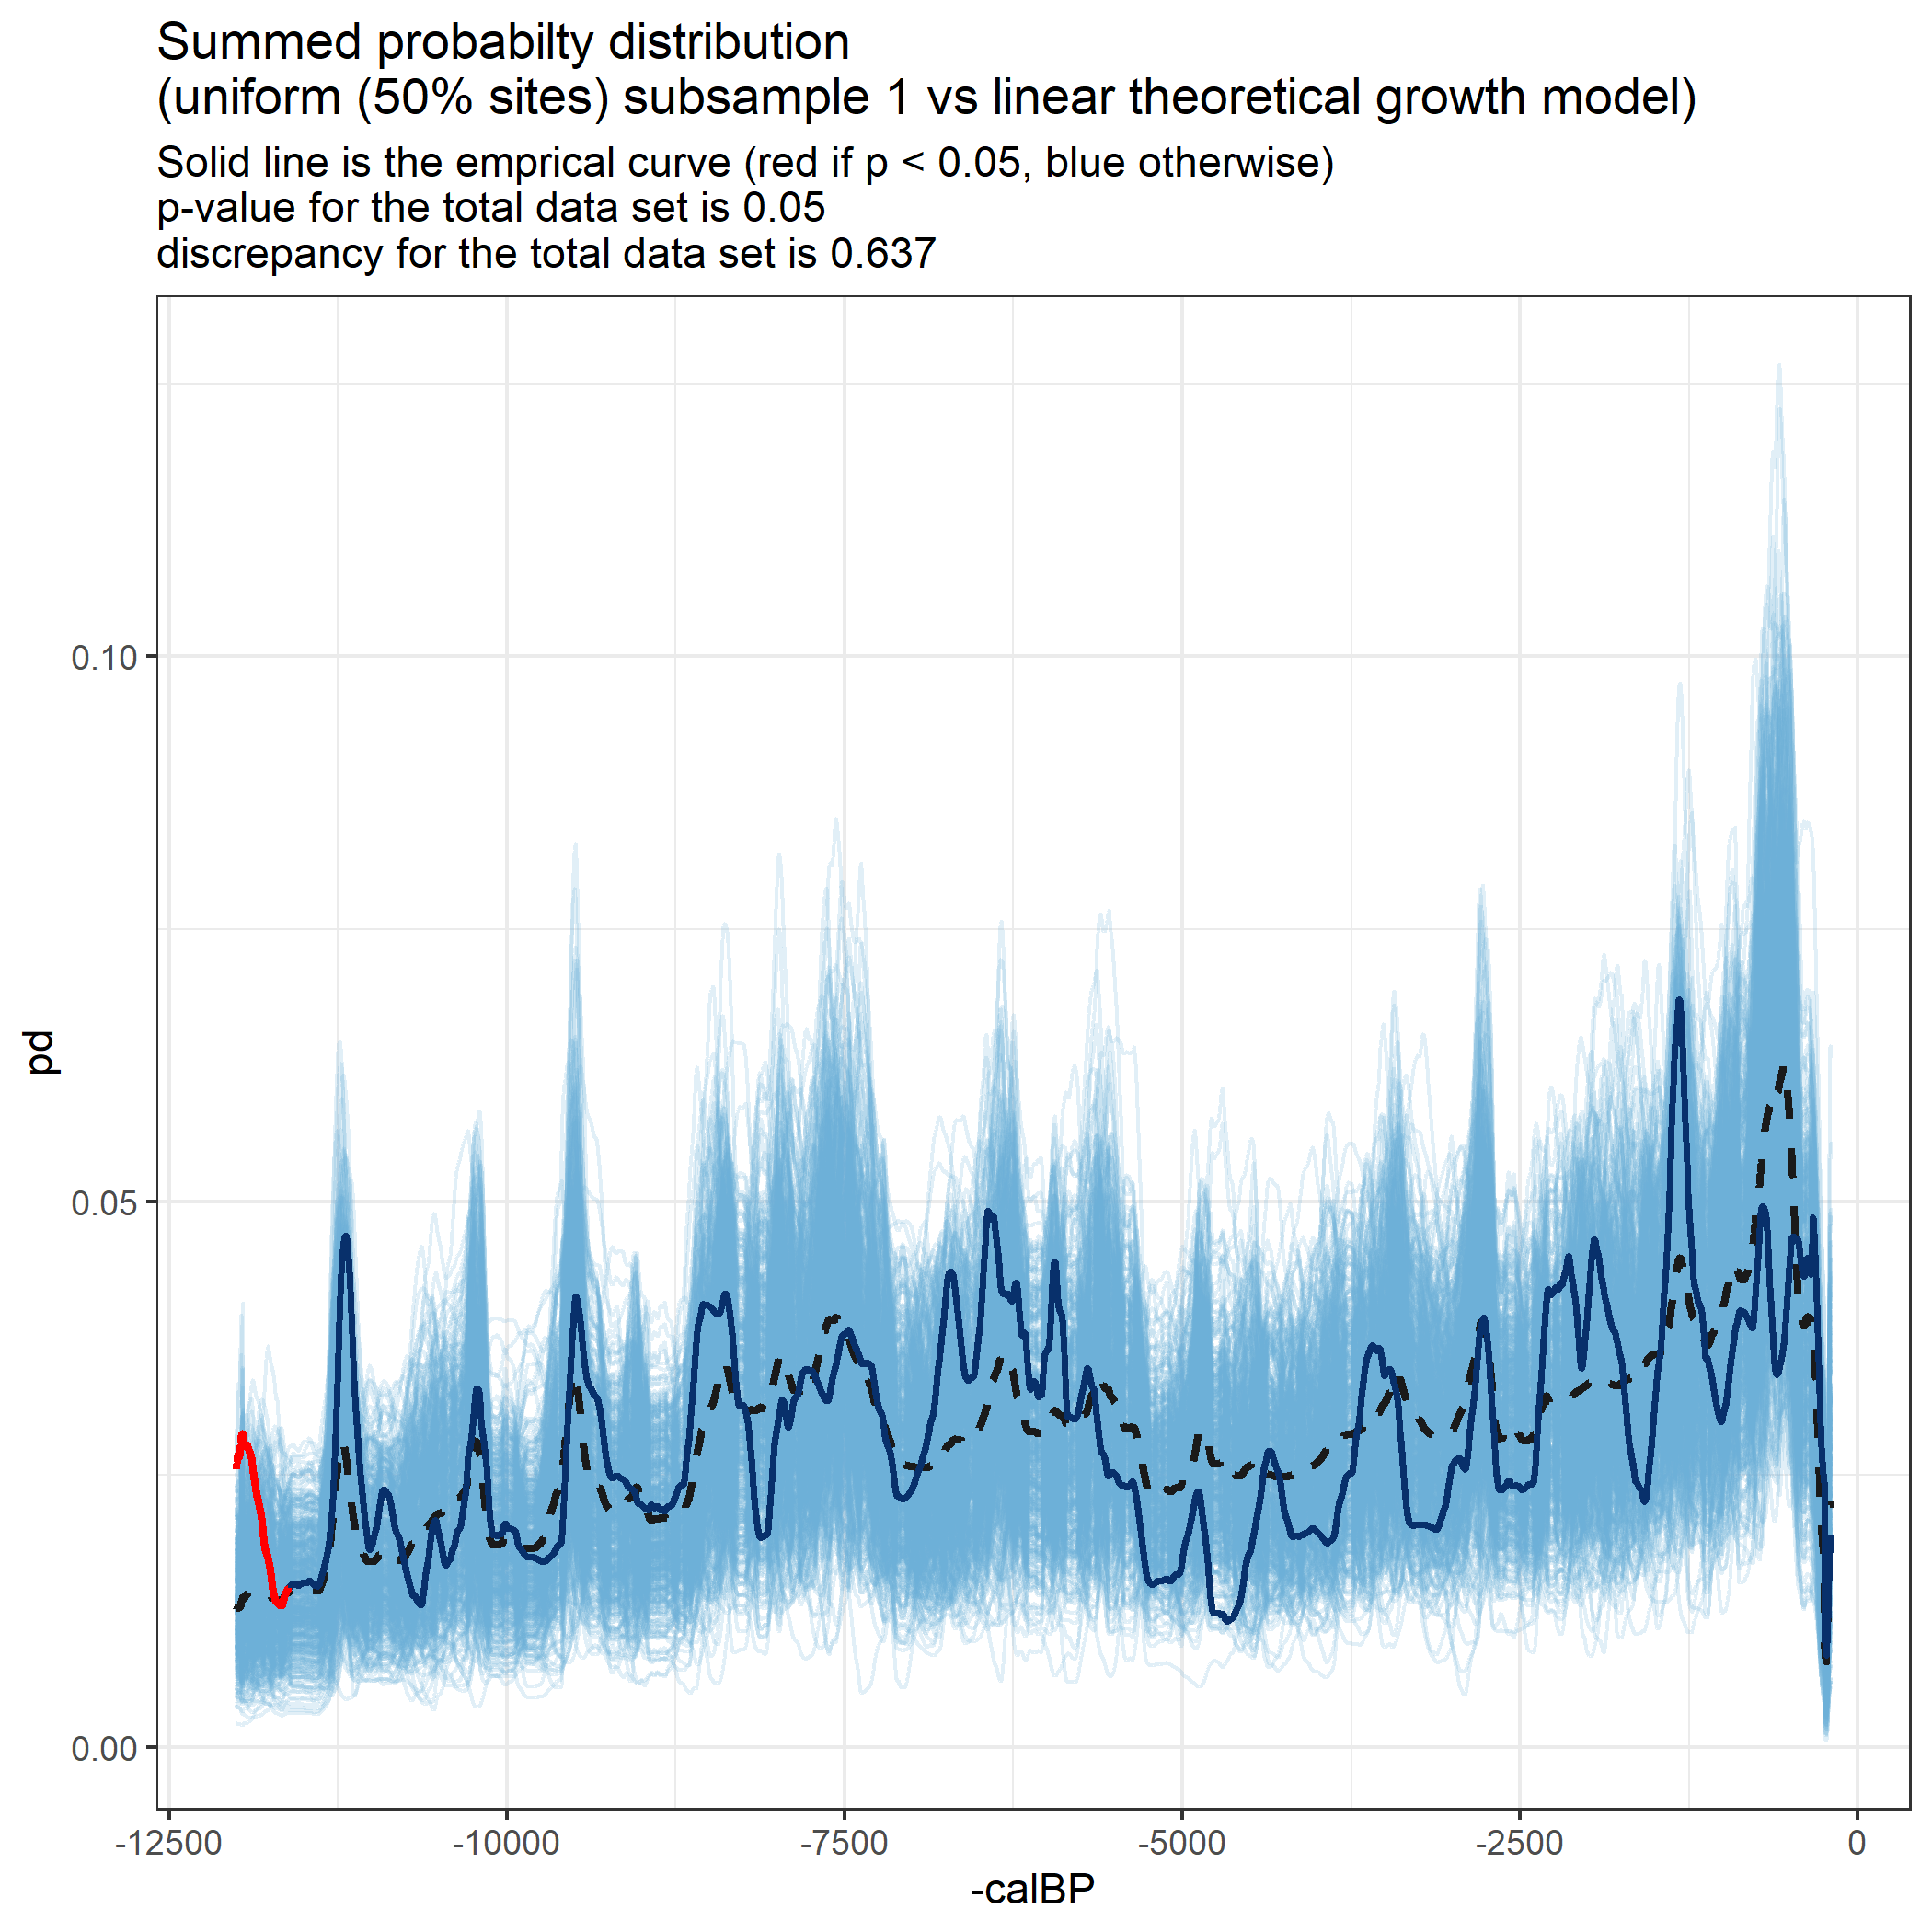 Summed probabilty distribution
(uniform (50% sites) subsample 1 vs linear theoretical growth model)
Solid line is the emprical curve (red if p < 0.05, blue otherwise)
p-value for the total data set is 0.05
discrepancy for the total data set is 0.637
0.10
0.05
0.00
pd
-12500
-10000
-7500
-5000
-2500
0
-calBP